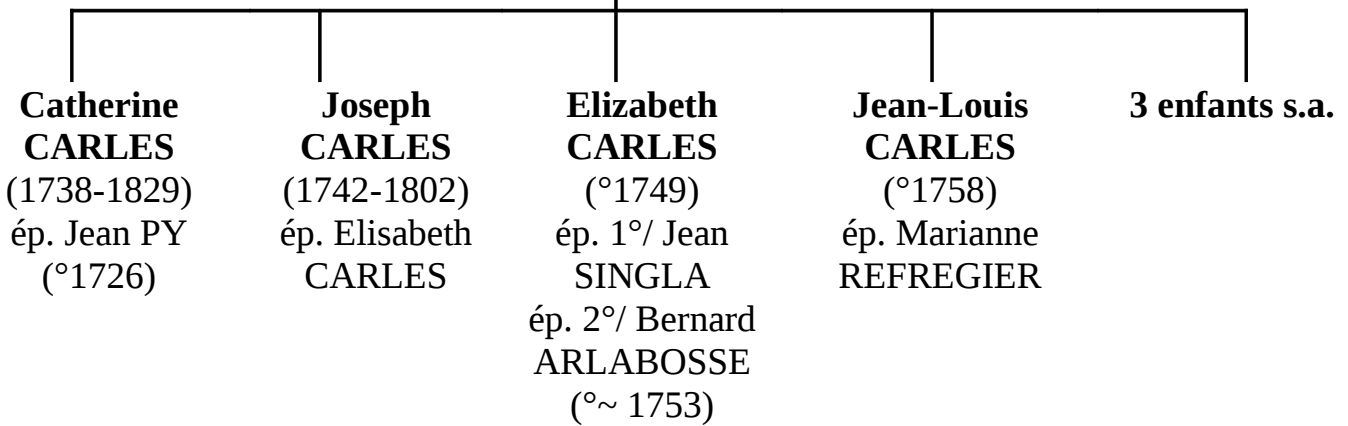 Catherine
CARLES
(1738-1829)
ép. Jean PY
(°1726)
Joseph
CARLES
(1742-1802)
ép. Elisabeth
CARLES
Elizabeth
CARLES
(°1749)
ép. 1°/ Jean
SINGLA
ép. 2°/ Bernard
ARLABOSSE
(°~ 1753)
Jean-Louis
CARLES
(°1758)
ép. Marianne
REFREGIER
3 enfants s.a.